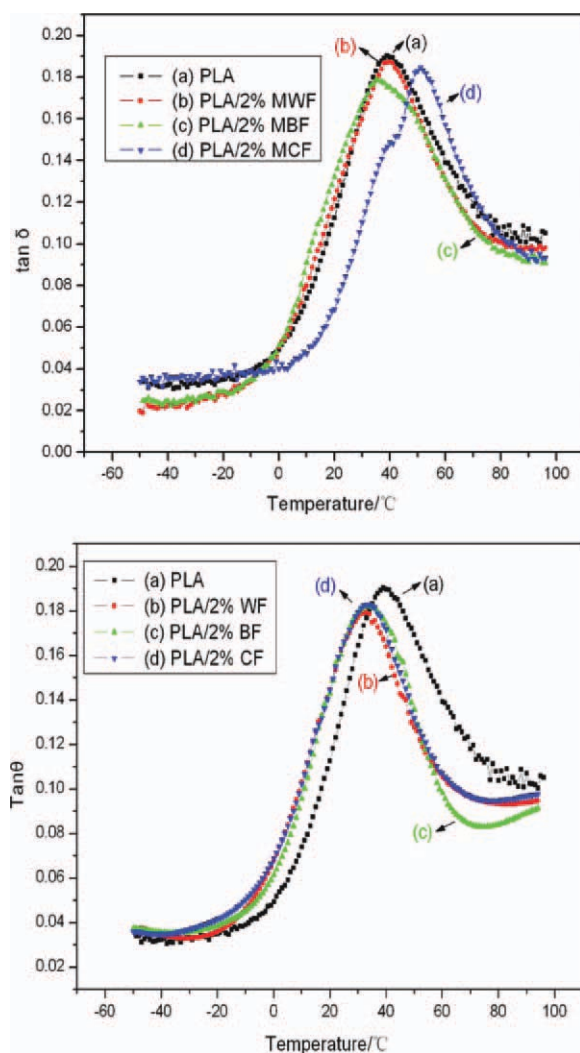 (a) PLA
(b) PLA/2% MWF
(c) PLA/2% MBF
(d) PLA/2% MCF
(b)
(a)
(d)
(c)
0.20
0.18
0.16
0.14
0.12
0.10
0.08
0.06
0.04
0.02
0.00
tan δ
-60 -40 -20 0 20 40 60 80 100
Temperature/℃
(a) PLA
(b) PLA/2% WF
(c) PLA/2% BF
(d) PLA/2% CF
(d)
(a)
(b)
(c)
0.20
0.18
0.16
0.14
0.12
0.10
0.08
0.06
0.04
0.02
Tanθ
-60 -40 -20 0 20 40 60 80 100
Temperature/℃